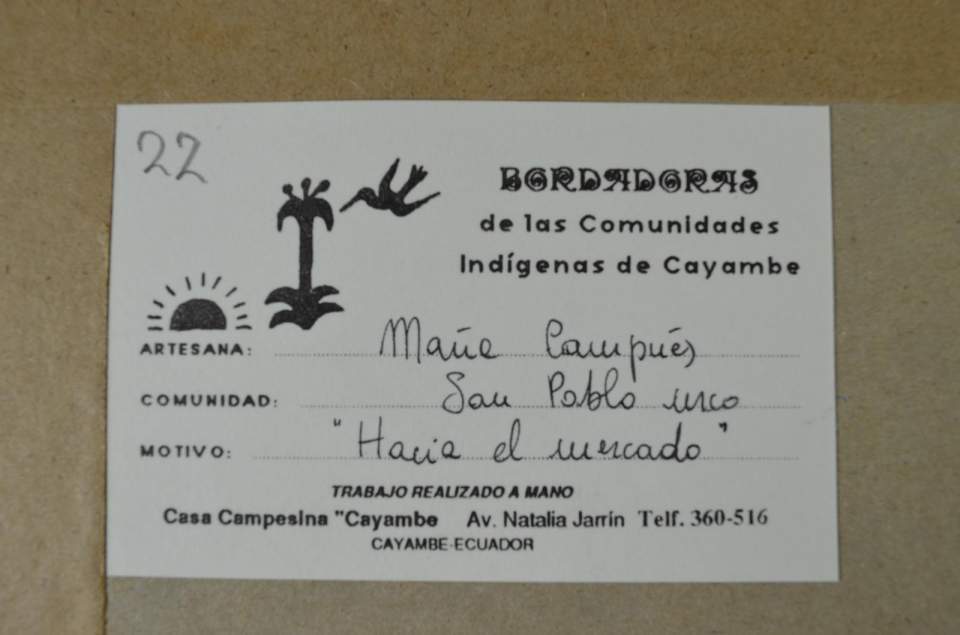 22
BORDADORAS
de las Comunidades
Indígenas de Cayambe
ARTESANA: María Campués
COMUNIDAD: San Pablo urco
MOTIVO: "Hacia el mercado"
TRABAJO REALIZADO A MANO
Casa Campesina "Cayambe Av. Natalia Jarrín Telf. 360-516
CAYAMBE-ECUADOR